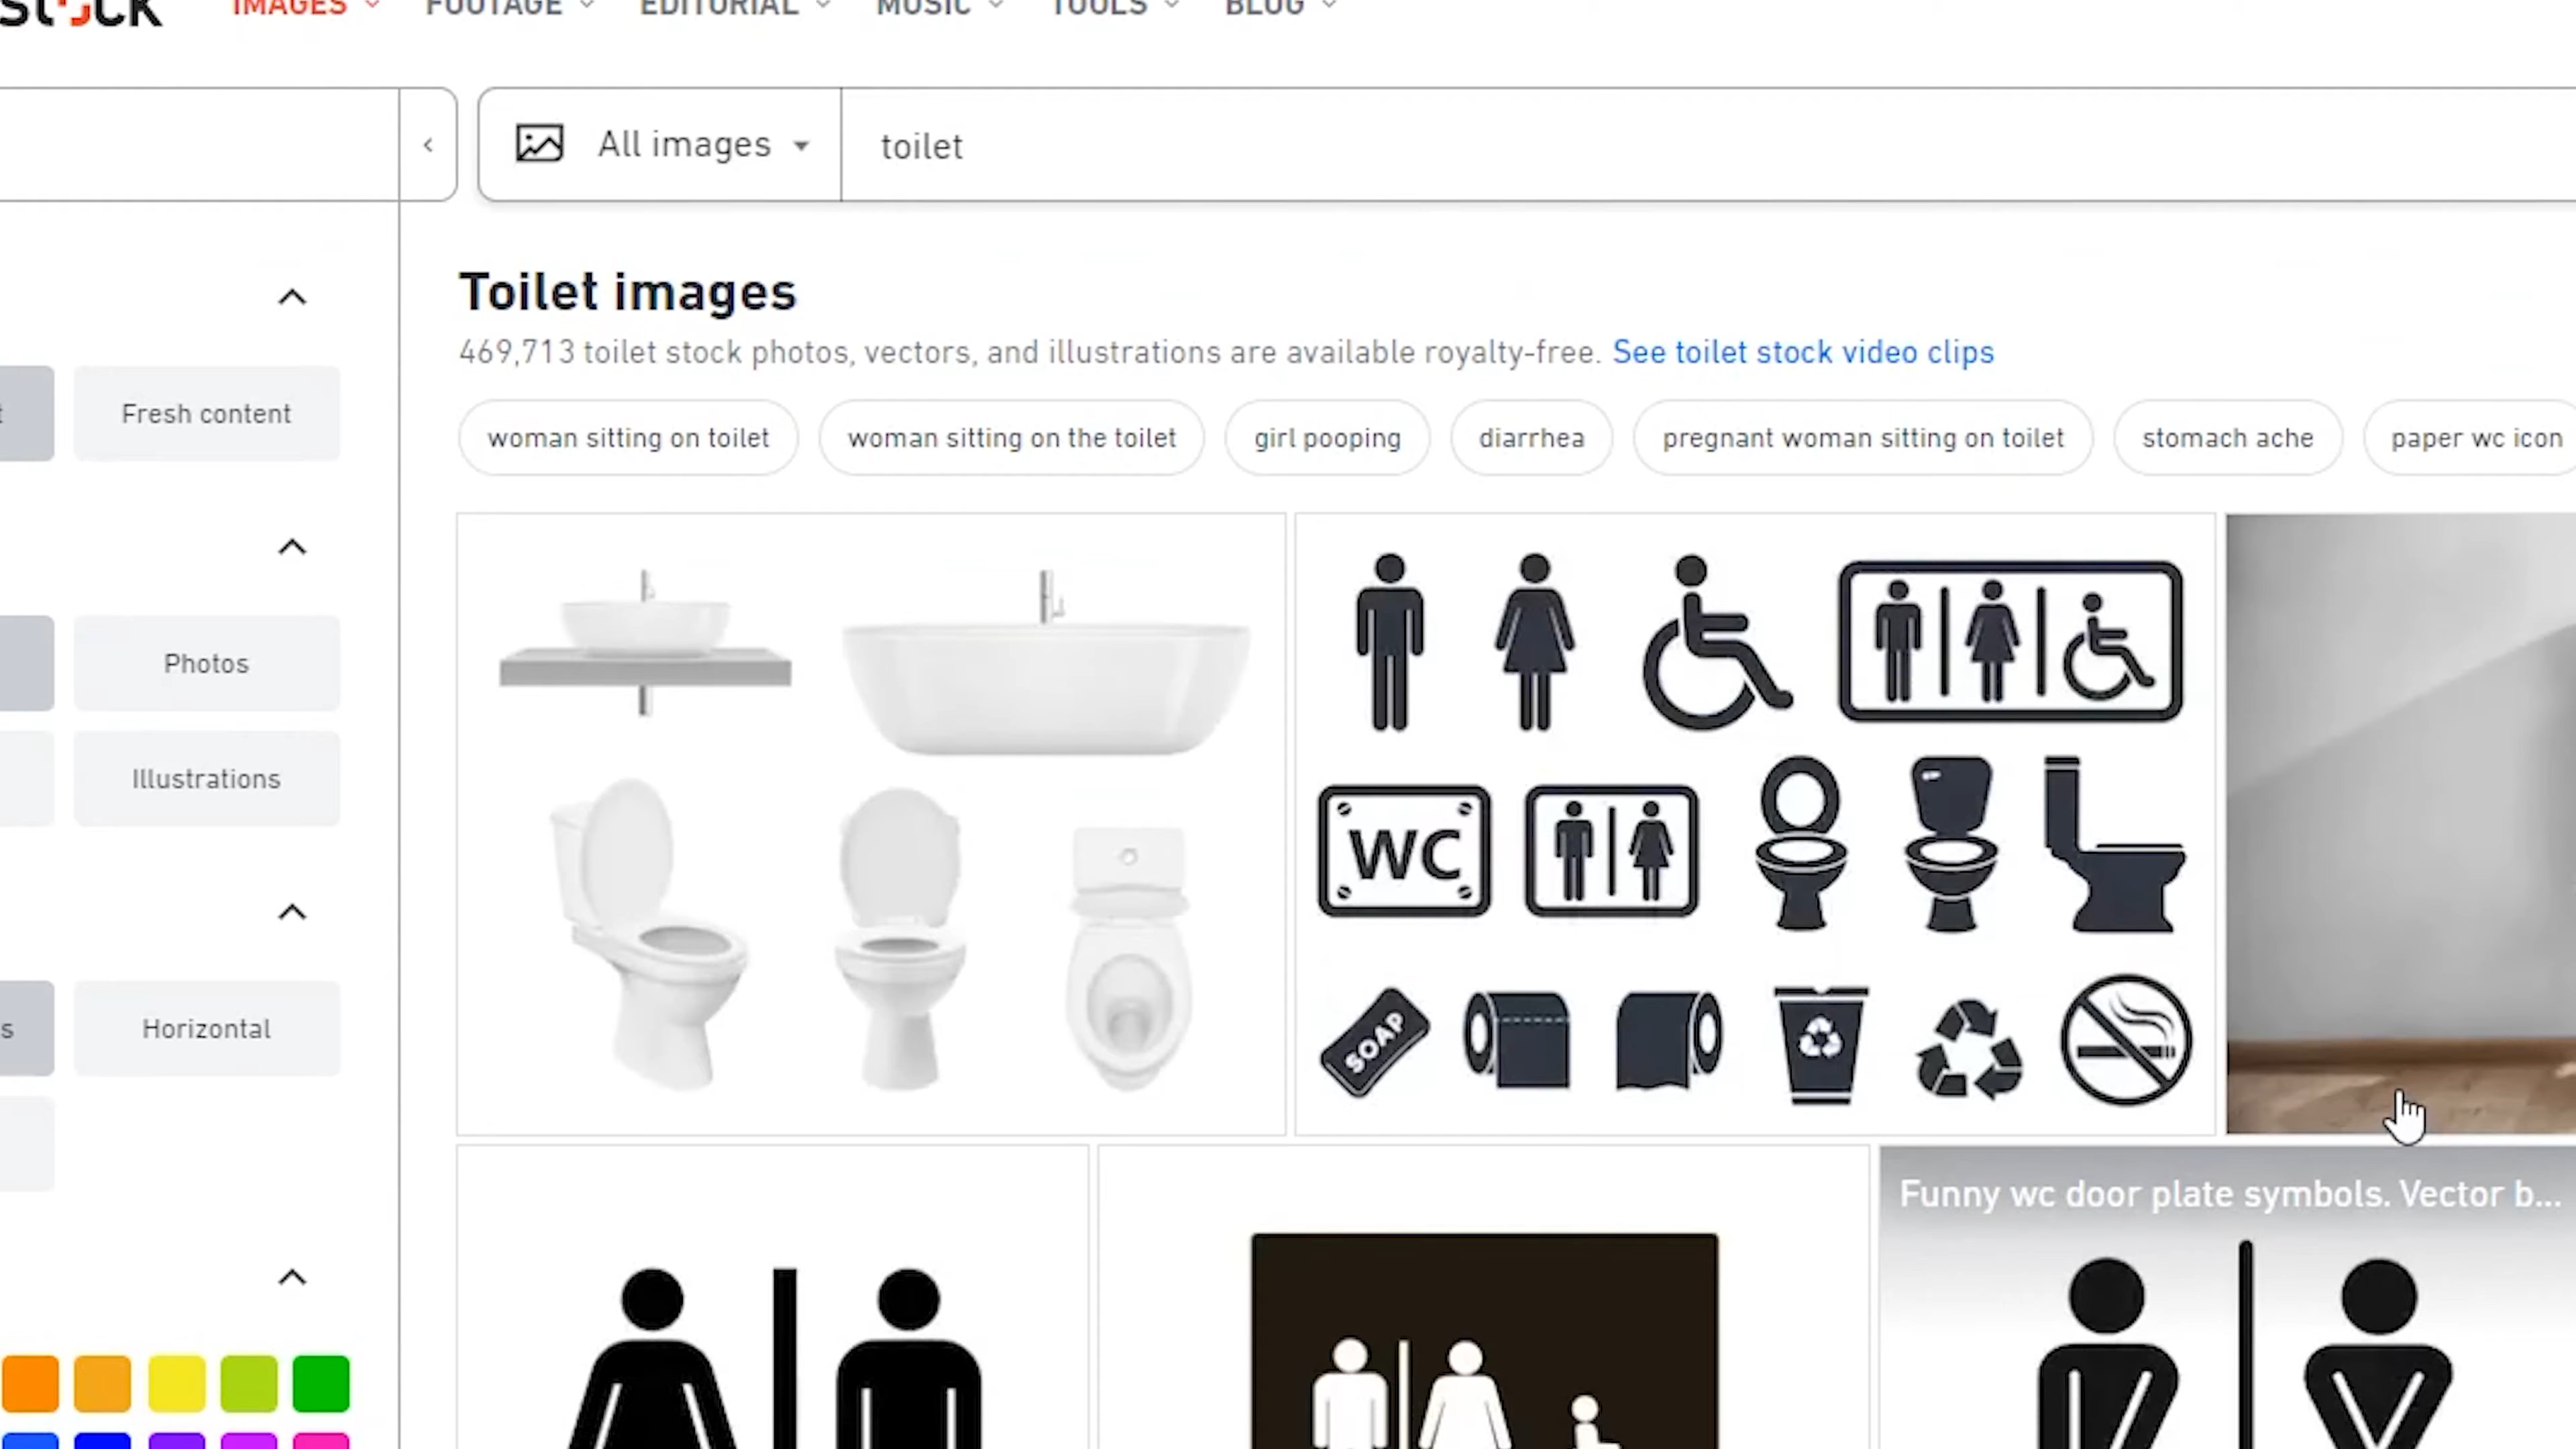 stock IMAGES FOOTAGE EDITORIAL MUSIC TOOLS BLOG
All images toilet
Toilet images
469,713 toilet stock photos, vectors, and illustrations are available royalty-free. See toilet stock video clips
t Fresh content
woman sitting on toilet woman sitting on the toilet girl pooping diarrhea pregnant woman sitting on toilet stomach ache paper wc icon
Photos
Illustrations
s Horizontal
WC
SOAP
Funny wc door plate symbols. Vector b...